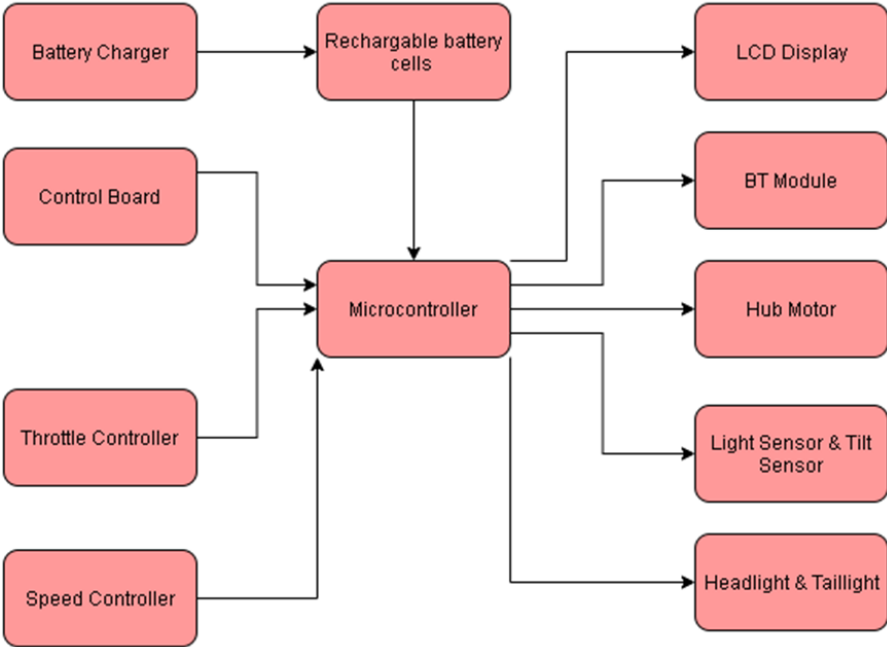 Battery Charger
Rechargable battery
cells
LCD Display
Control Board
BT Module
Microcontroller
Hub Motor
Throttle Controller
Light Sensor & Tilt
Sensor
Speed Controller
Headlight & Taillight